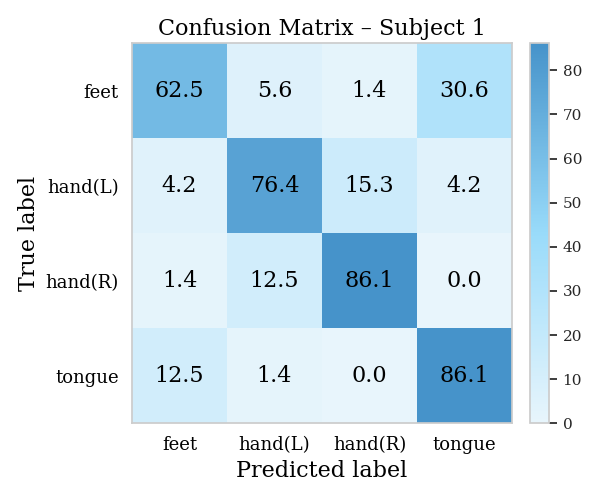 Confusion Matrix – Subject 1
feet 62.5 5.6 1.4 30.6
hand(L) 4.2 76.4 15.3 4.2
hand(R) 1.4 12.5 86.1 0.0
tongue 12.5 1.4 0.0 86.1
feet hand(L) hand(R) tongue
Predicted label
True label
80
70
60
50
40
30
20
10
0